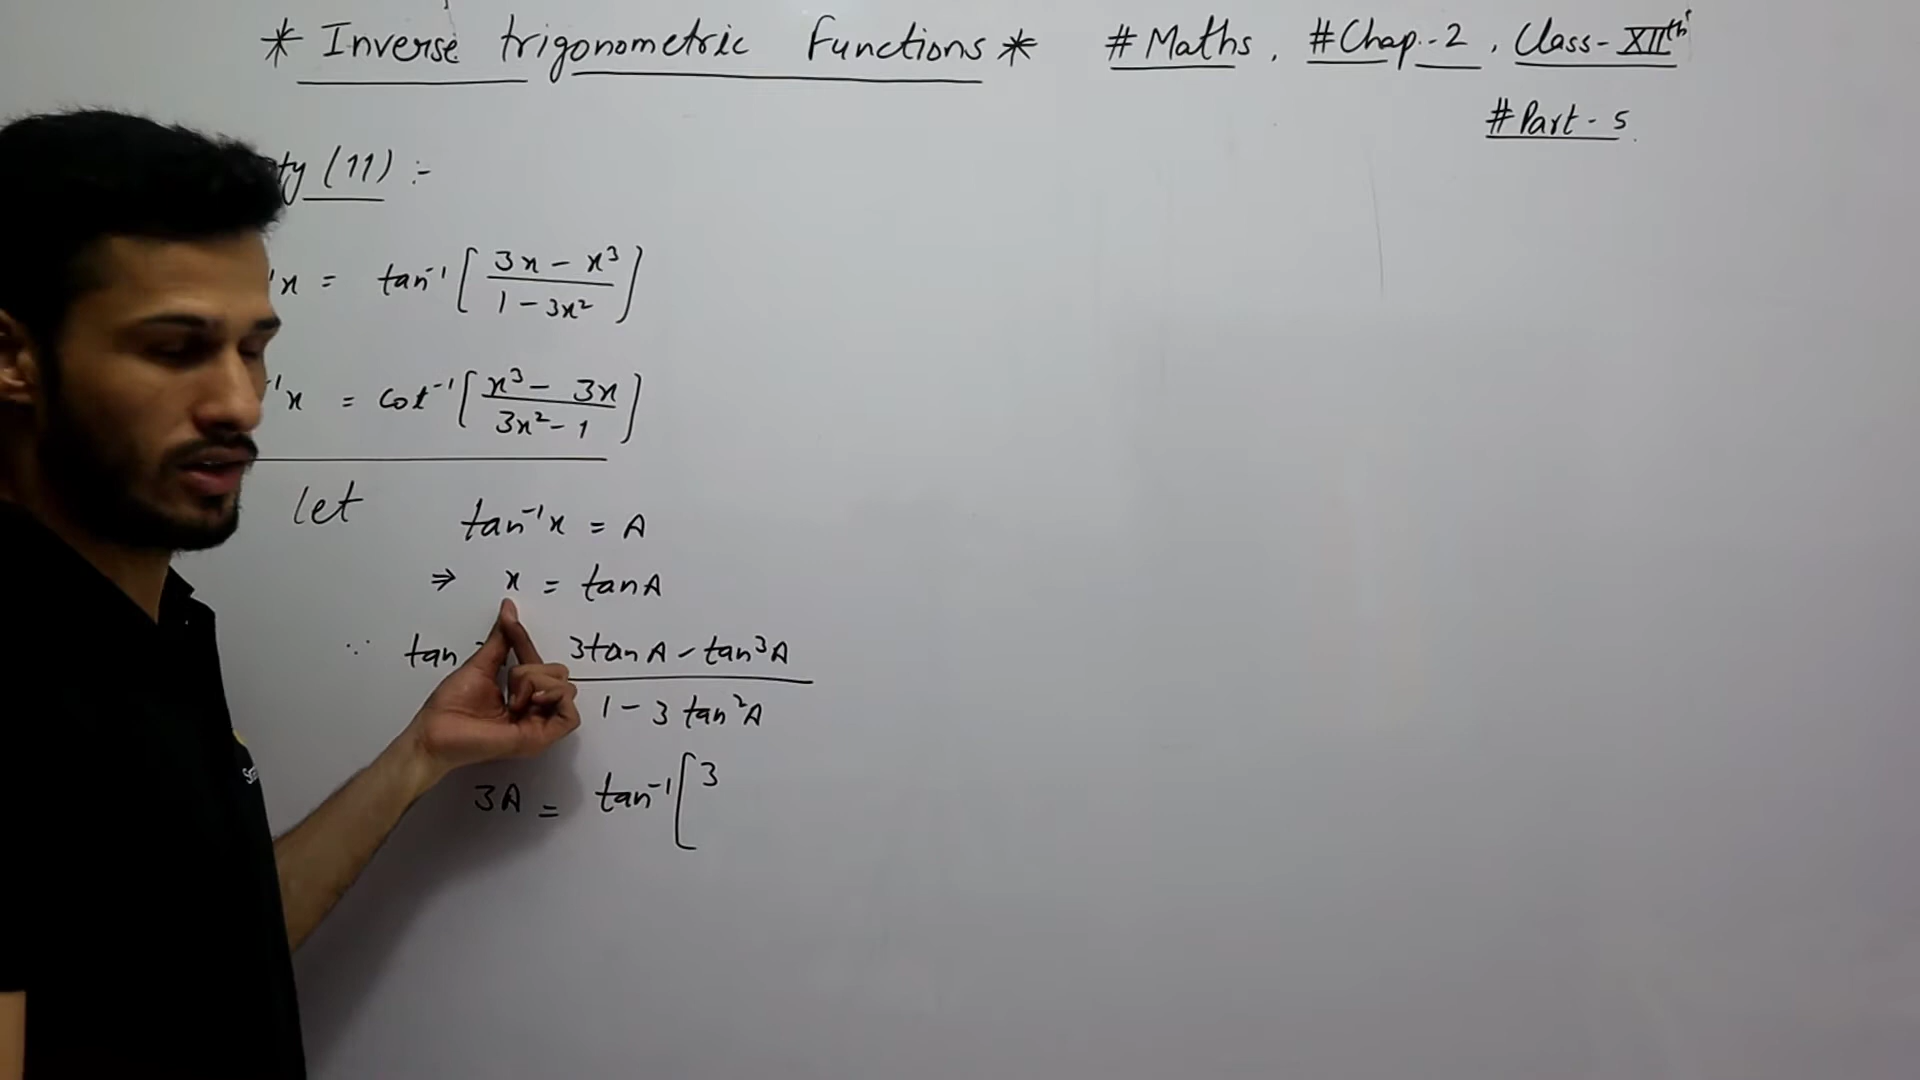 * Inverse trigonometric Functions * # Maths, # Chap.-2, Class-XIIth
# Part-5
(11) :-
x = tan⁻¹ [ (3x - x³) / (1 - 3x²) ]
⁻¹x = cot⁻¹ [ (x³ - 3x) / (3x² - 1) ]
let tan⁻¹x = A
⇒ x = tanA
∵ tan (3tanA - tan³A) / (1 - 3 tan²A)
3A = tan⁻¹ [ 3